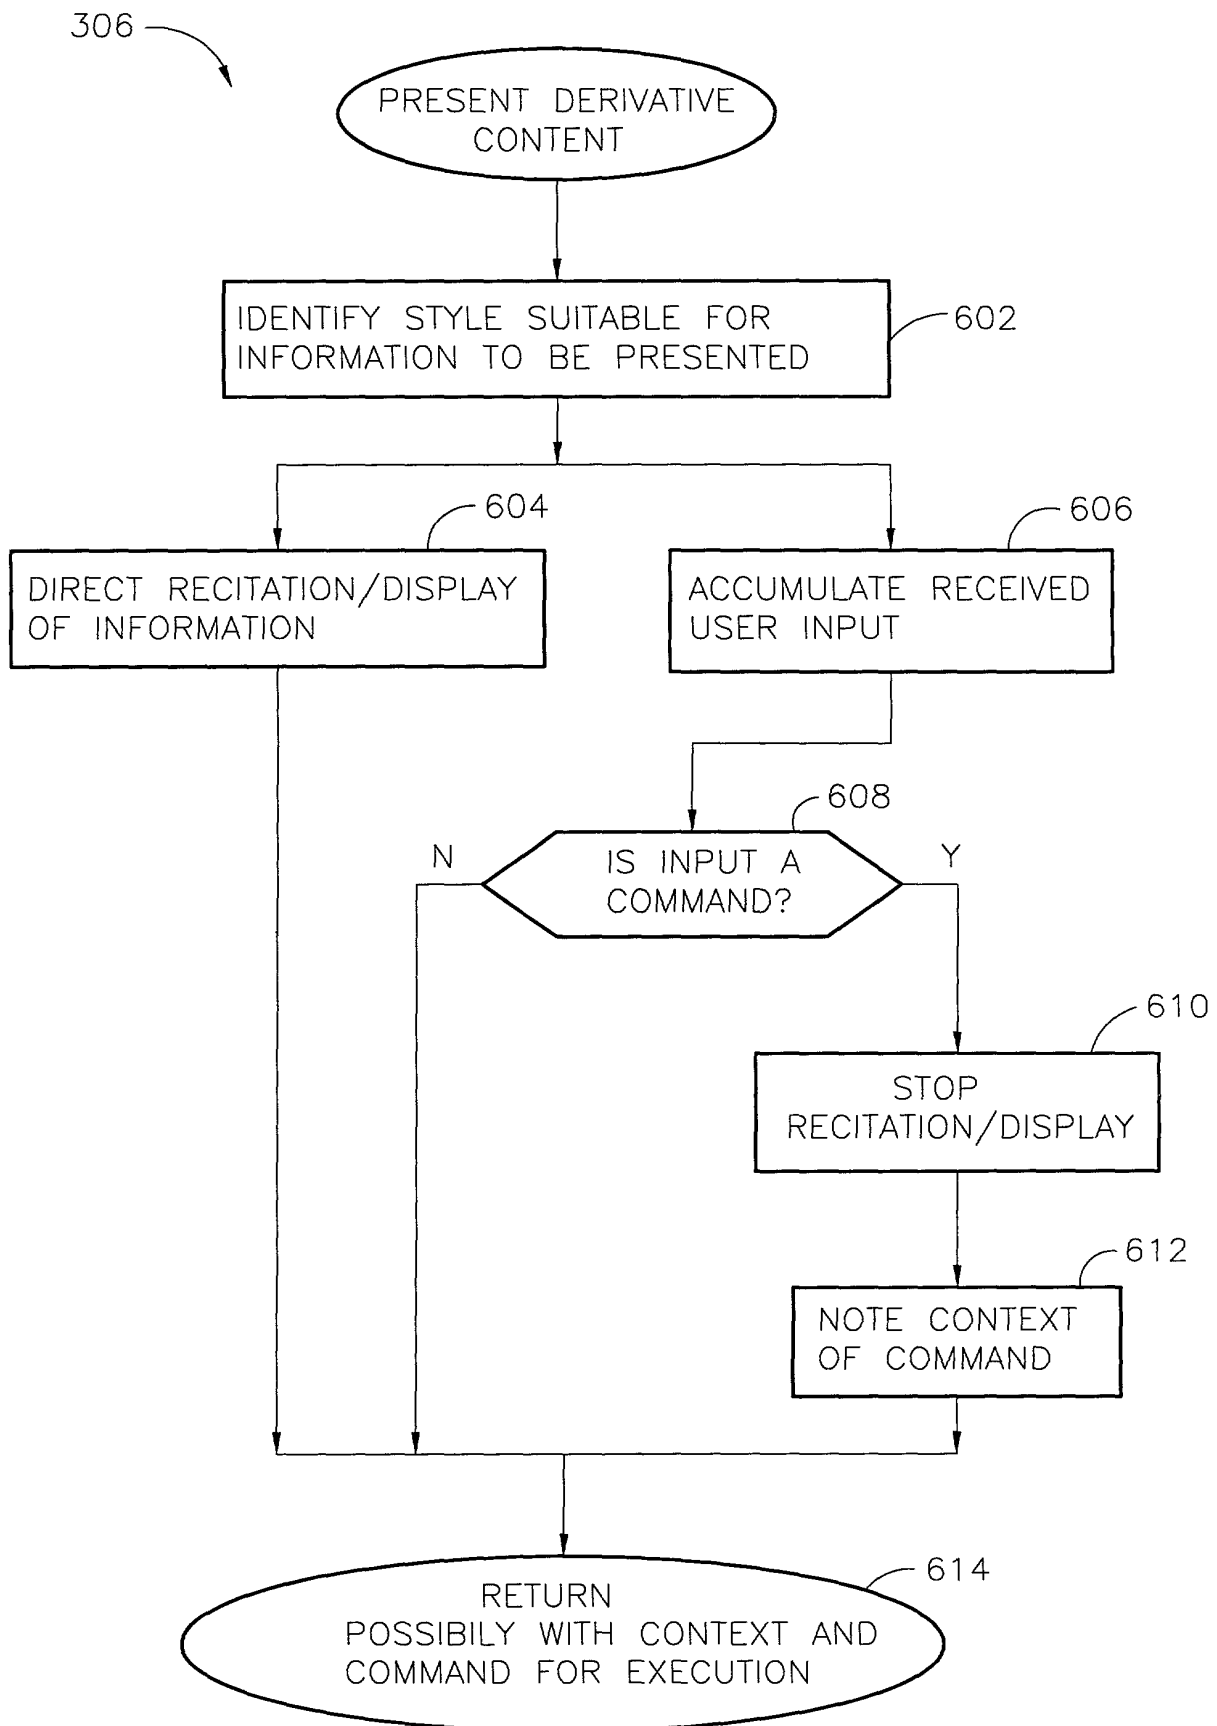 306
PRESENT DERIVATIVE
CONTENT
IDENTIFY STYLE SUITABLE FOR
INFORMATION TO BE PRESENTED
602
604
DIRECT RECITATION/DISPLAY
OF INFORMATION
606
ACCUMULATE RECEIVED
USER INPUT
608
N
IS INPUT A
COMMAND?
Y
610
STOP
RECITATION/DISPLAY
612
NOTE CONTEXT
OF COMMAND
614
RETURN
POSSIBILY WITH CONTEXT AND
COMMAND FOR EXECUTION